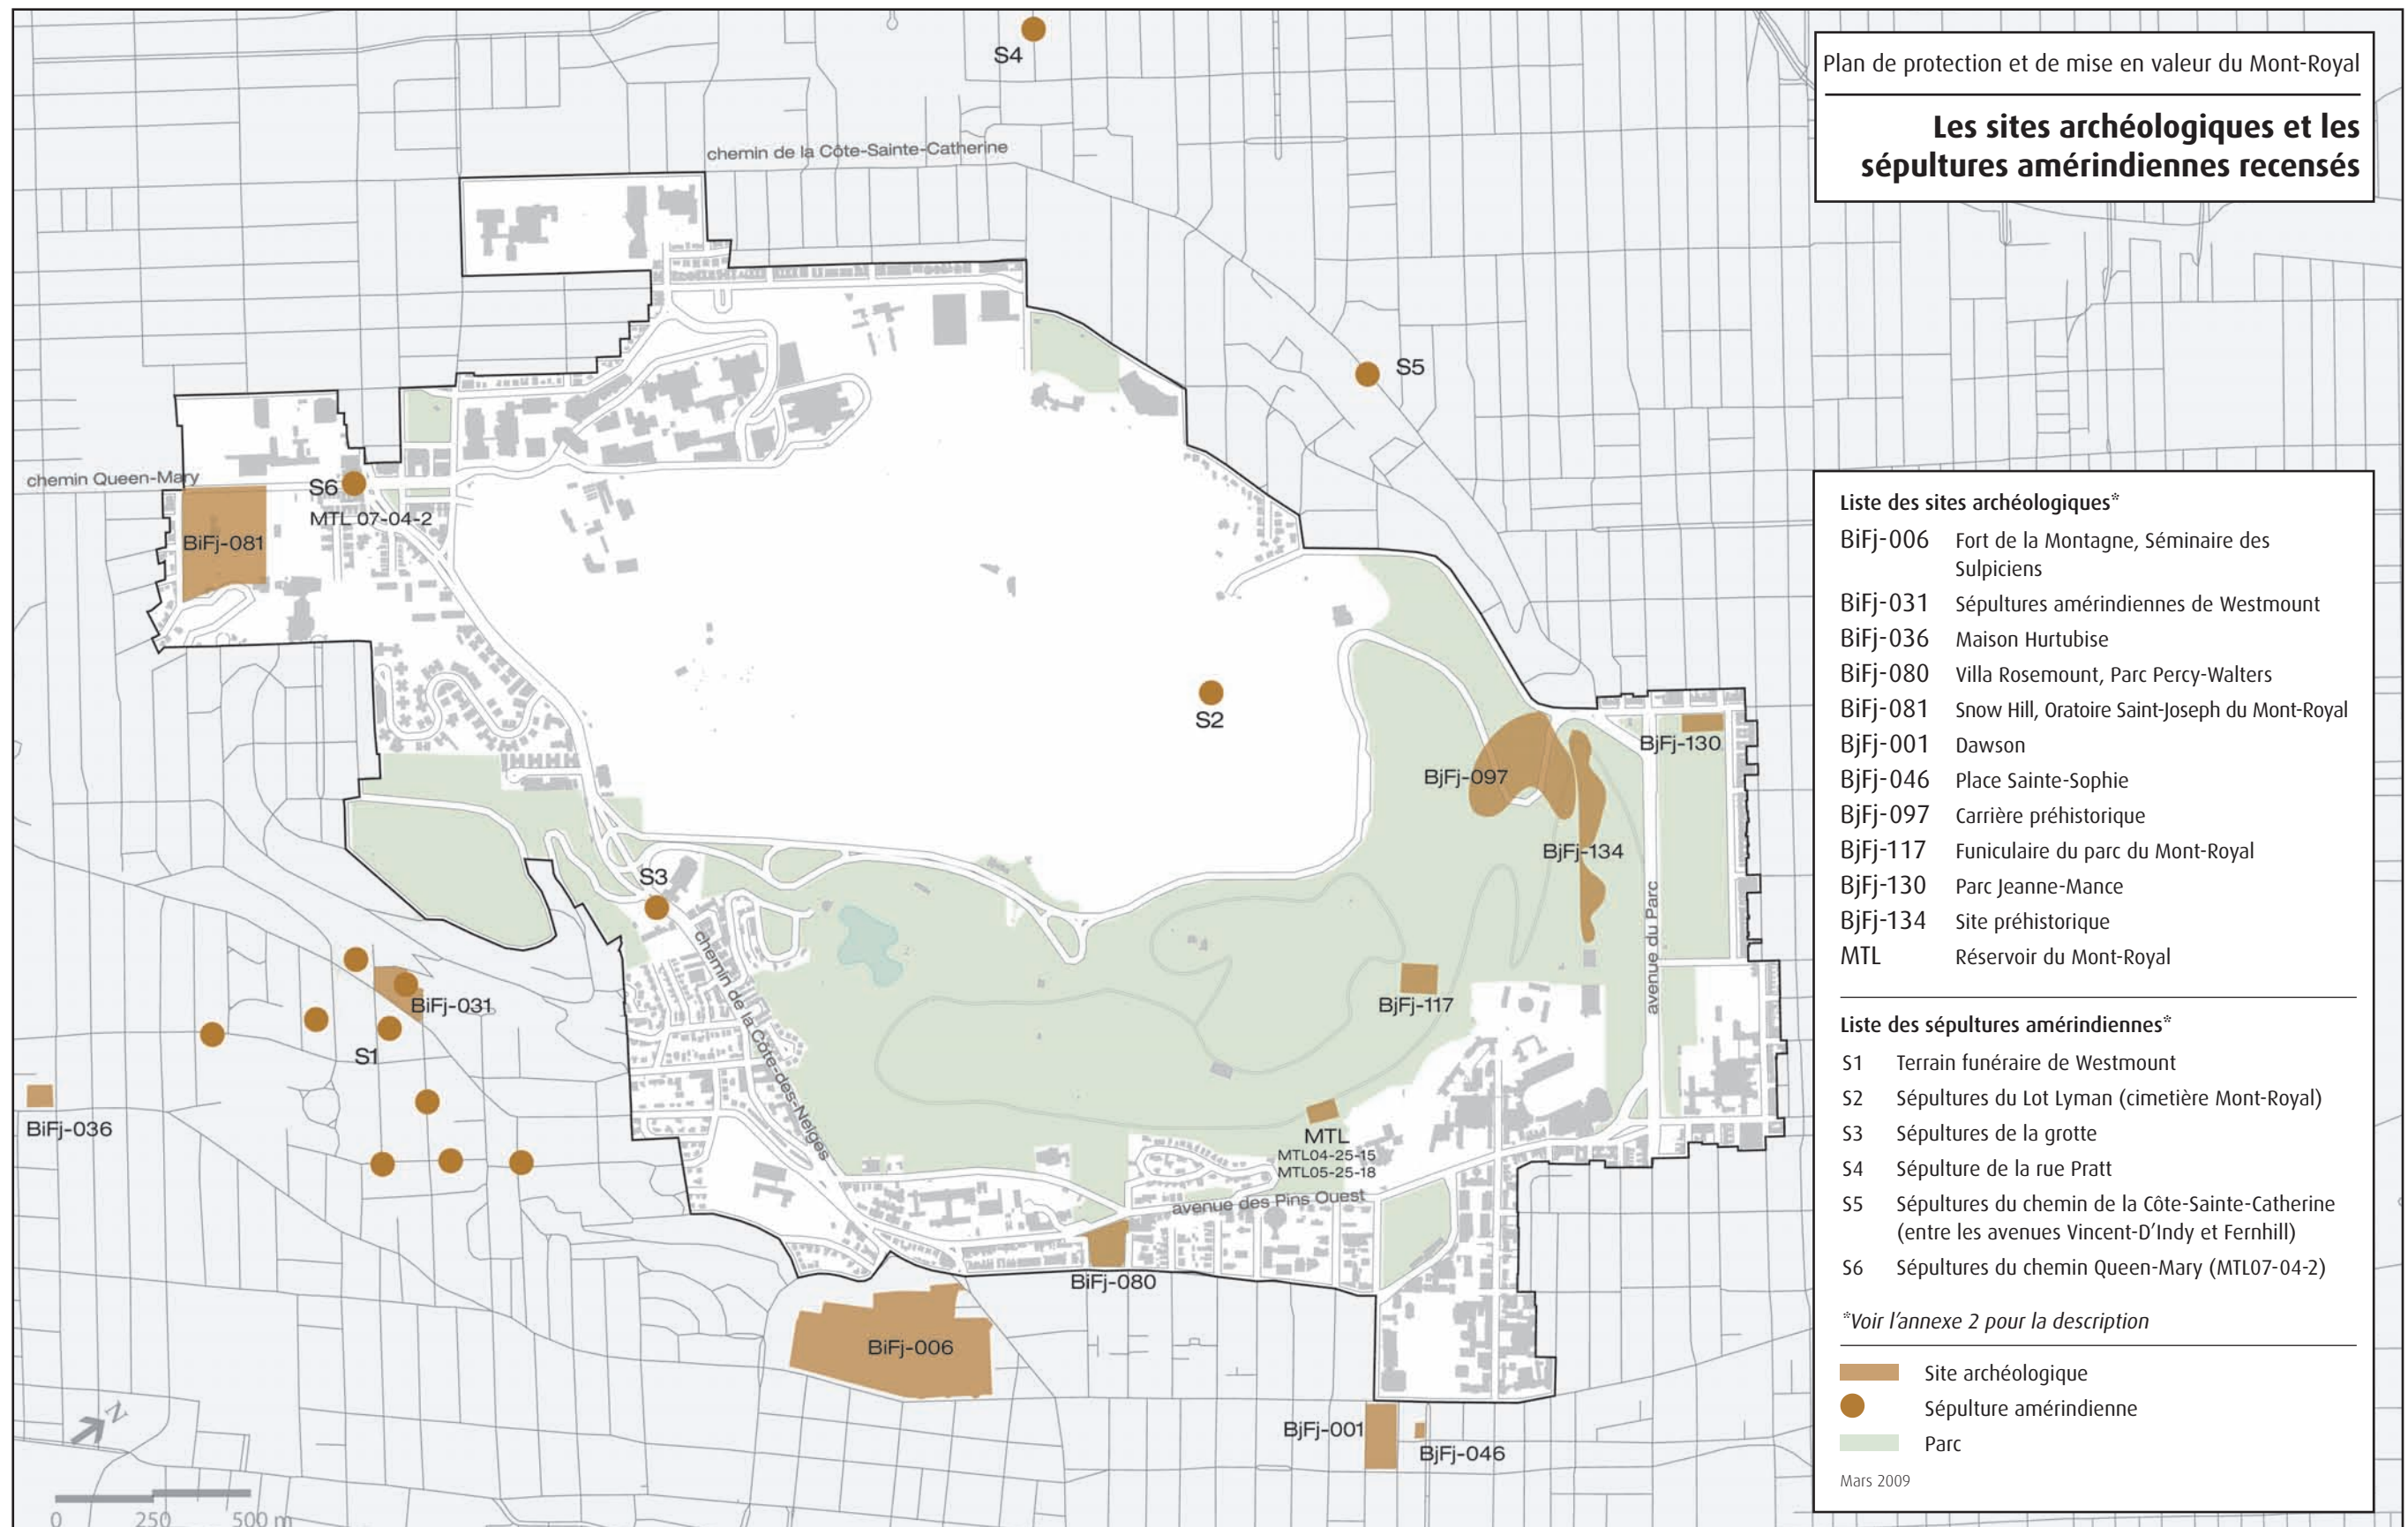 S4
Plan de protection et de mise en valeur du Mont-Royal
Les sites archéologiques et les
sépultures amérindiennes recensés
chemin de la Côte-Sainte-Catherine
S5
chemin Queen-Mary
S6
MTL 07-04-2
BiFj-081
S2
BjFj-130
BjFj-097
BjFj-134
S3
avenue du Parc
chemin de la Côte-des-Neiges
BiFj-031
BjFj-117
S1
BiFj-036
MTL
MTL04-25-15
MTL05-25-18
avenue des Pins Ouest
BiFj-080
BiFj-006
BjFj-001
BjFj-046
N
0 250 500 m
Liste des sites archéologiques*
BiFj-006 Fort de la Montagne, Séminaire des
Sulpiciens
BiFj-031 Sépultures amérindiennes de Westmount
BiFj-036 Maison Hurtubise
BiFj-080 Villa Rosemount, Parc Percy-Walters
BiFj-081 Snow Hill, Oratoire Saint-Joseph du Mont-Royal
BjFj-001 Dawson
BjFj-046 Place Sainte-Sophie
BjFj-097 Carrière préhistorique
BjFj-117 Funiculaire du parc du Mont-Royal
BjFj-130 Parc Jeanne-Mance
BjFj-134 Site préhistorique
MTL Réservoir du Mont-Royal
Liste des sépultures amérindiennes*
S1 Terrain funéraire de Westmount
S2 Sépultures du Lot Lyman (cimetière Mont-Royal)
S3 Sépultures de la grotte
S4 Sépulture de la rue Pratt
S5 Sépultures du chemin de la Côte-Sainte-Catherine
(entre les avenues Vincent-D'Indy et Fernhill)
S6 Sépultures du chemin Queen-Mary (MTL07-04-2)
*Voir l'annexe 2 pour la description
Site archéologique
Sépulture amérindienne
Parc
Mars 2009